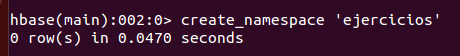 hbase(main):002:0> create_namespace 'ejercicios'
0 row(s) in 0.0470 seconds